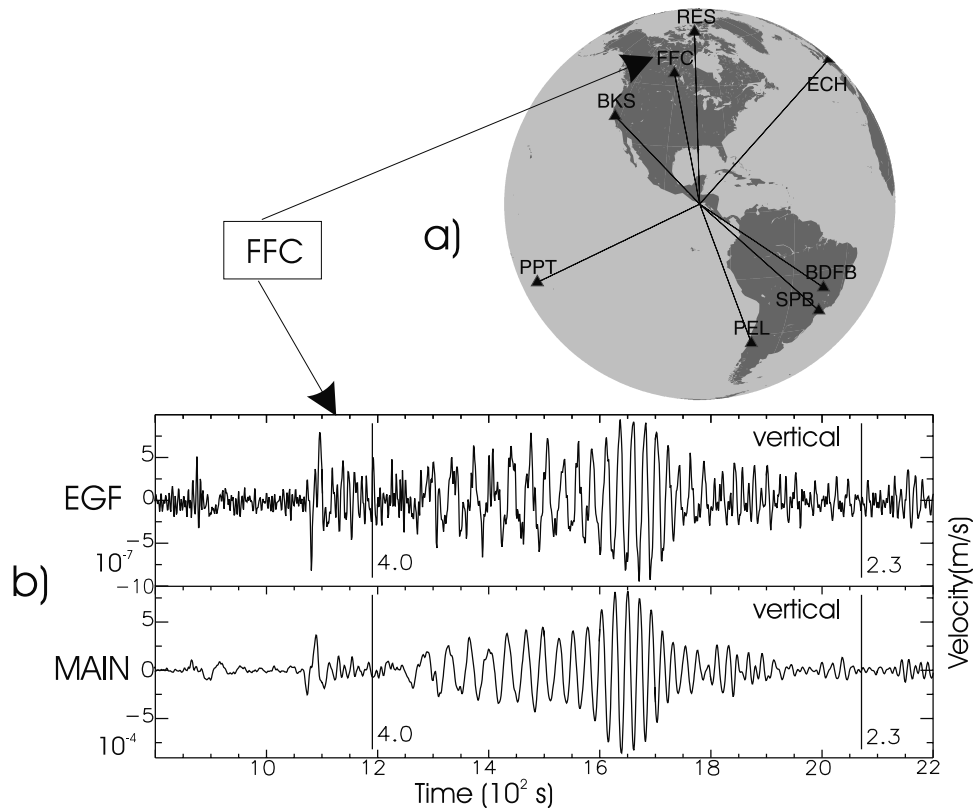 RES
FFC
ECH
BKS
FFC
a)
PPT
BDFB
SPB
PEL
5
0
−5
10⁻⁷
−10
EGF
vertical
4.0
2.3
b)
Velocity(m/s)
5
0
−5
10⁻⁴
MAIN
vertical
4.0
2.3
10 12 14 16 18 20 22
Time (10² s)